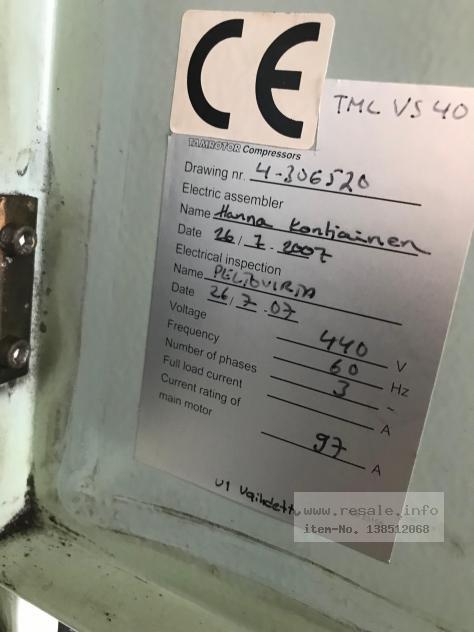 CE
TMC VS 40
TAMROTOR Compressors
Drawing nr. 4-306520
Electric assembler
Name Hanna Kontiainen
Date 26/7-2007
Electrical inspection
Name PELTOVIRTA
Date 26/7-07
Voltage 440 V
Frequency 60 Hz
Number of phases 3 ~
Full load current A
Current rating of
main motor 97 A
U1
www.resale.info
item-No. 138512068